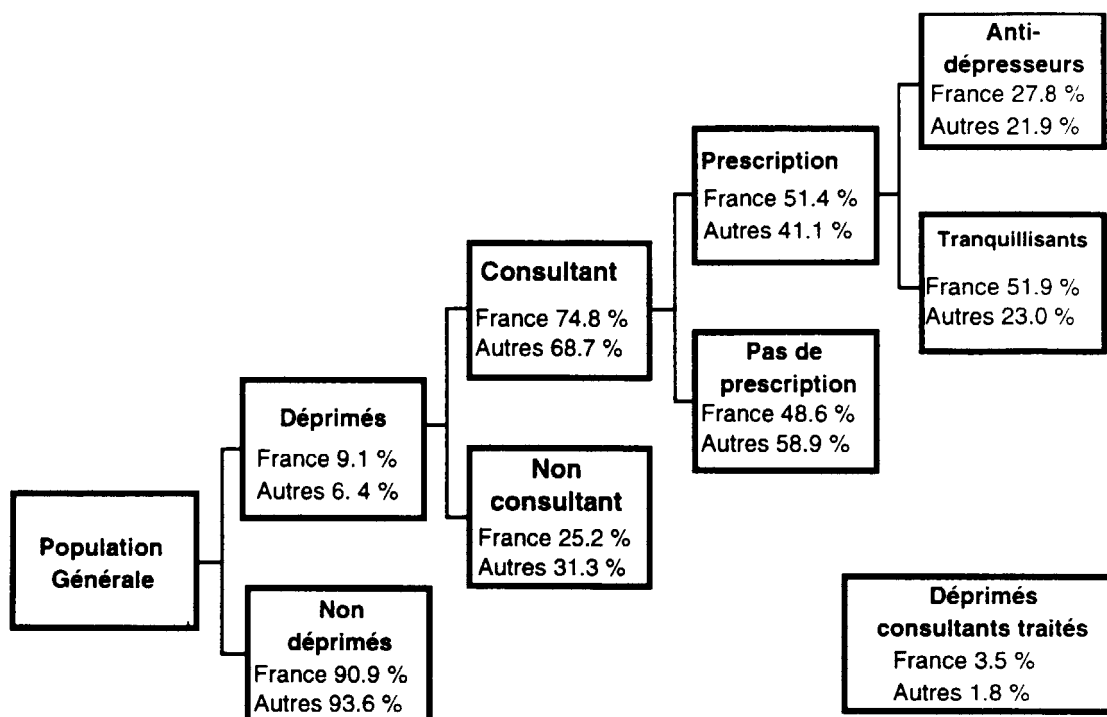 Population
Générale
Déprimés
France 9.1 %
Autres 6. 4 %
Non
déprimés
France 90.9 %
Autres 93.6 %
Consultant
France 74.8 %
Autres 68.7 %
Non
consultant
France 25.2 %
Autres 31.3 %
Prescription
France 51.4 %
Autres 41.1 %
Pas de
prescription
France 48.6 %
Autres 58.9 %
Anti-
dépresseurs
France 27.8 %
Autres 21.9 %
Tranquillisants
France 51.9 %
Autres 23.0 %
Déprimés
consultants traités
France 3.5 %
Autres 1.8 %